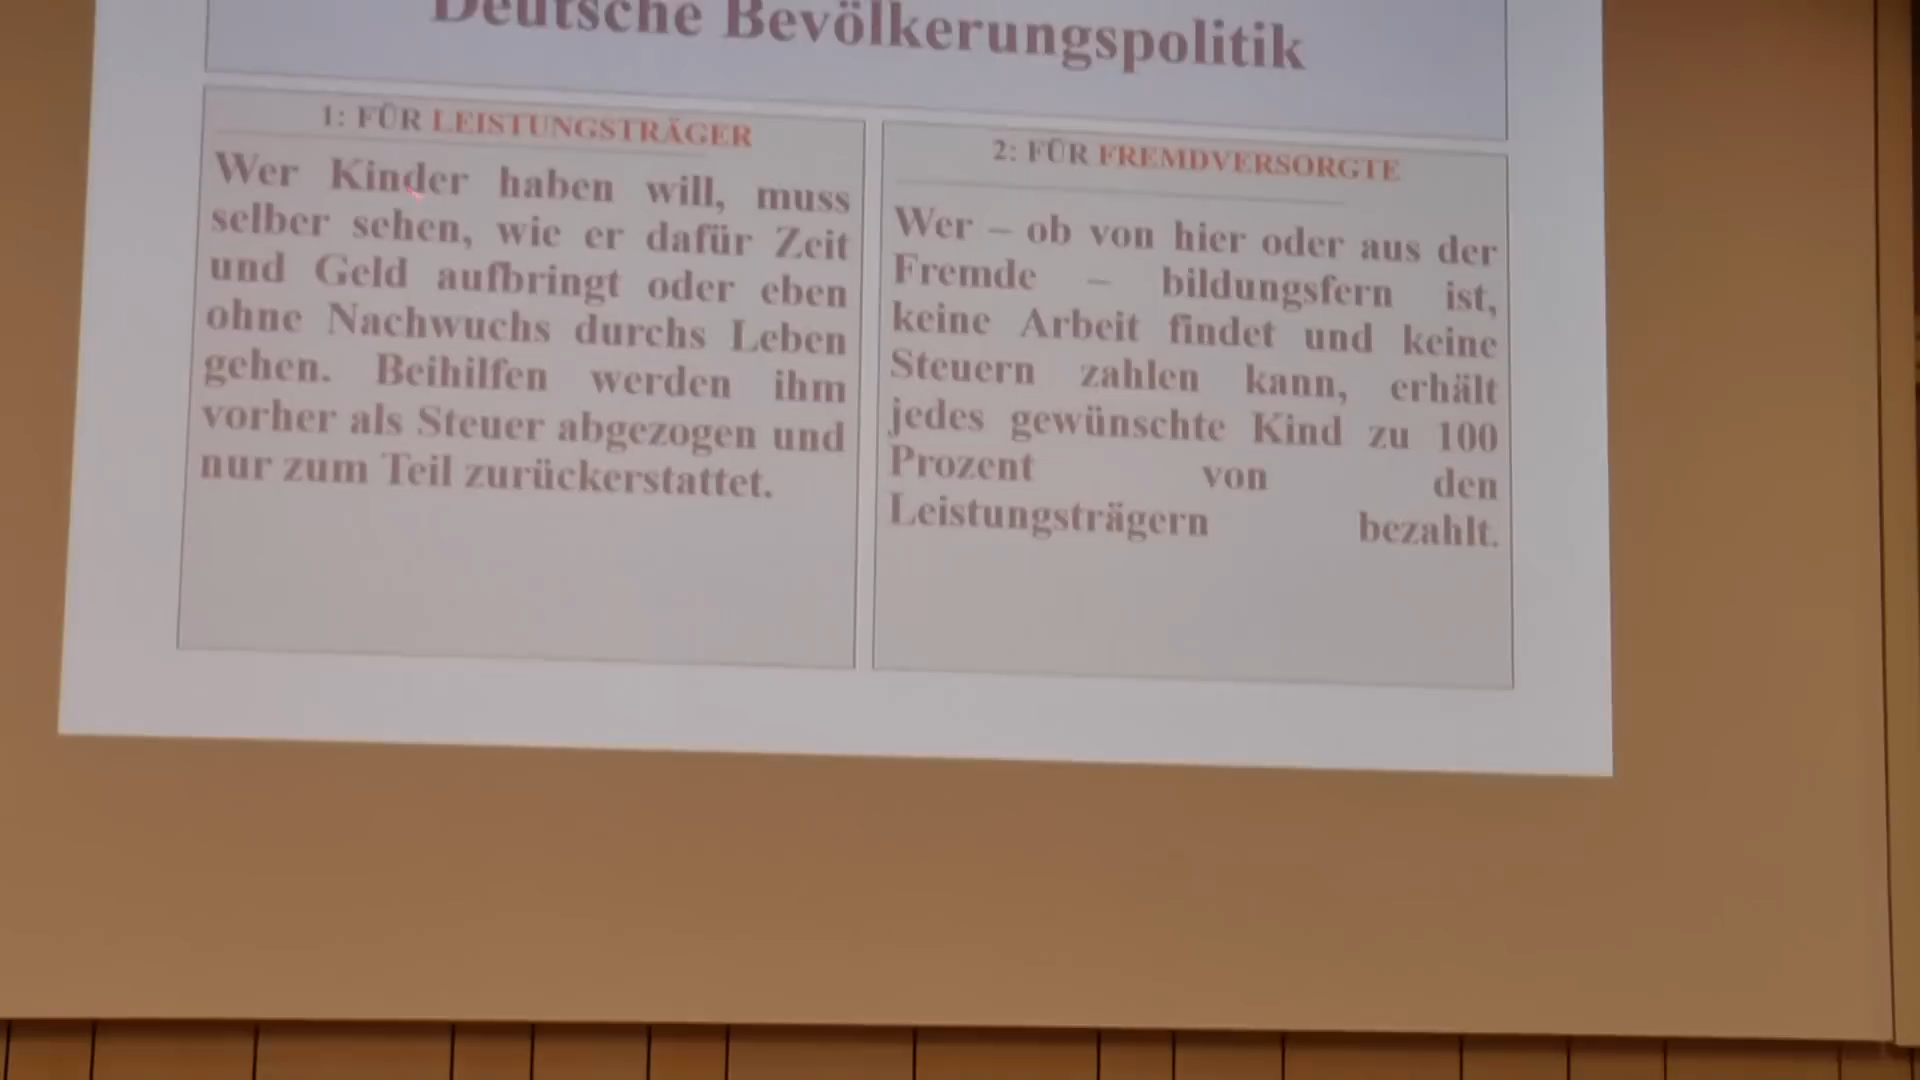 Deutsche Bevölkerungspolitik
1: FÜR LEISTUNGSTRÄGER
Wer Kinder haben will, muss
selber sehen, wie er dafür Zeit
und Geld aufbringt oder eben
ohne Nachwuchs durchs Leben
gehen. Beihilfen werden ihm
vorher als Steuer abgezogen und
nur zum Teil zurückerstattet.
2: FÜR FREMDVERSORGTE
Wer – ob von hier oder aus der
Fremde – bildungsfern ist,
keine Arbeit findet und keine
Steuern zahlen kann, erhält
jedes gewünschte Kind zu 100
Prozent von den
Leistungsträgern bezahlt.